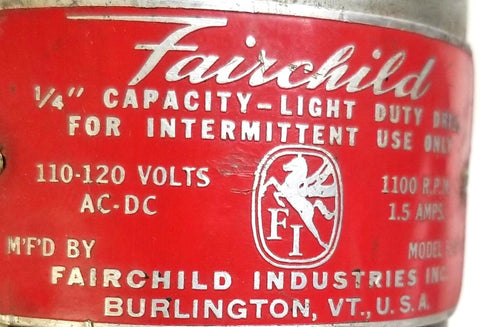 Fairchild
1/4" CAPACITY-LIGHT DUTY DRILL
FOR INTERMITTENT USE ONLY
110-120 VOLTS
AC-DC
FI
1100 R.P.M.
1.5 AMPS.
M'F'D BY
MODEL
FAIRCHILD INDUSTRIES INC.
BURLINGTON, VT., U.S.A.